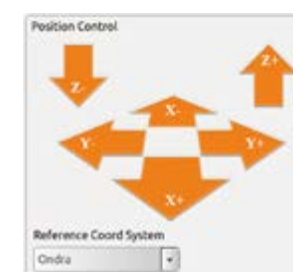 Position Control
Z-
Z+
X-
Y-
Y+
X+
Reference Coord System
Ondra